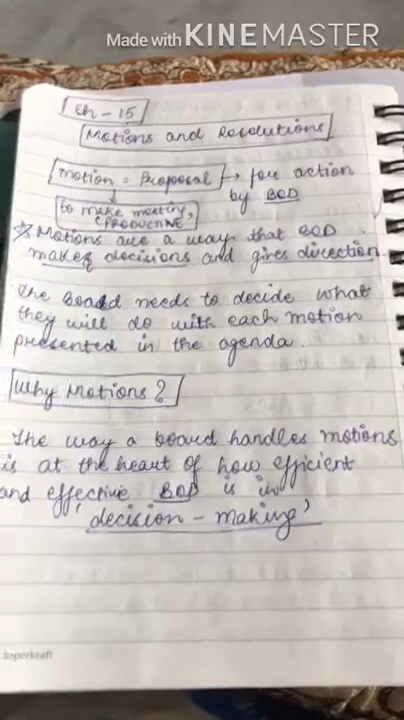 Made with KINEMASTER
Ch-15
Motions and Resolutions
Motion = Proposal → for action
by BOD
to make meeting
PRODUCTIVE
☆ Motions are a way that BOD
makes decisions and gives direction
The board needs to decide what
they will do with each motion
presented in the agenda.
Why Motions?
The way a board handles motions
is at the heart of how efficient
and effective BOD is in
'decision-making'
Superkraft